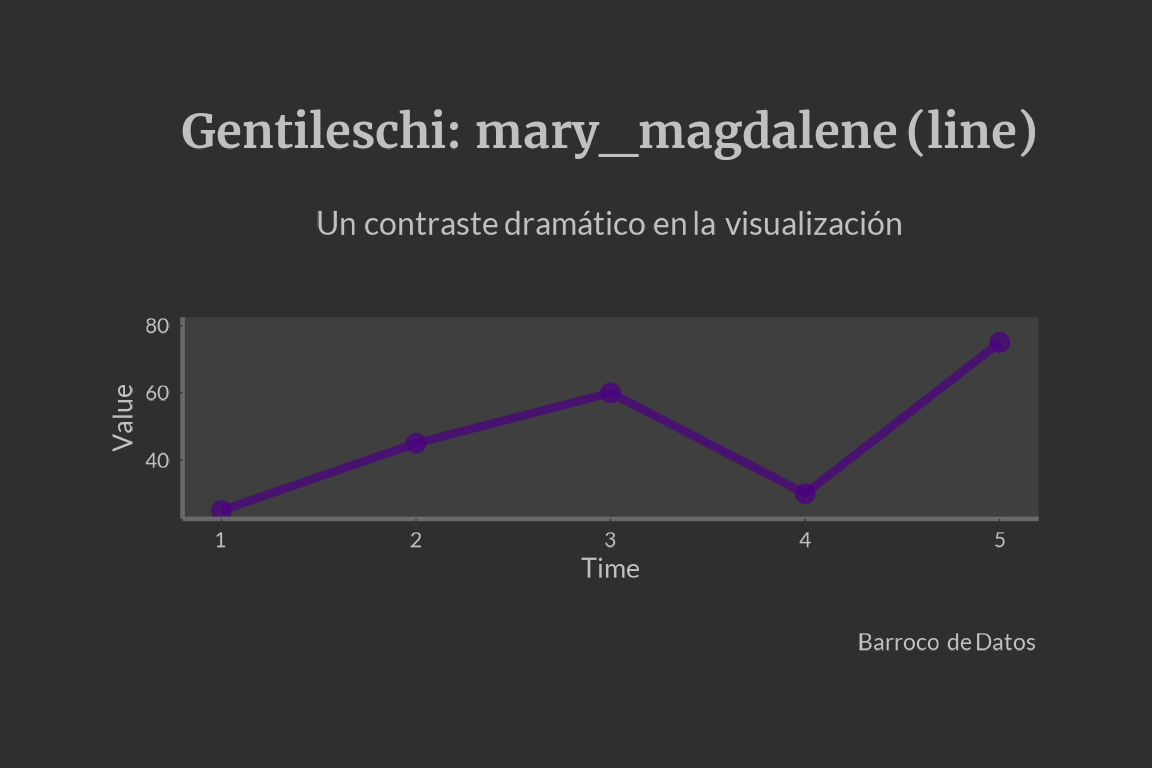 Gentileschi: mary_magdalene (line)
Un contraste dramático en la visualización
80
60
40
Value
1 2 3 4 5
Time
Barroco de Datos